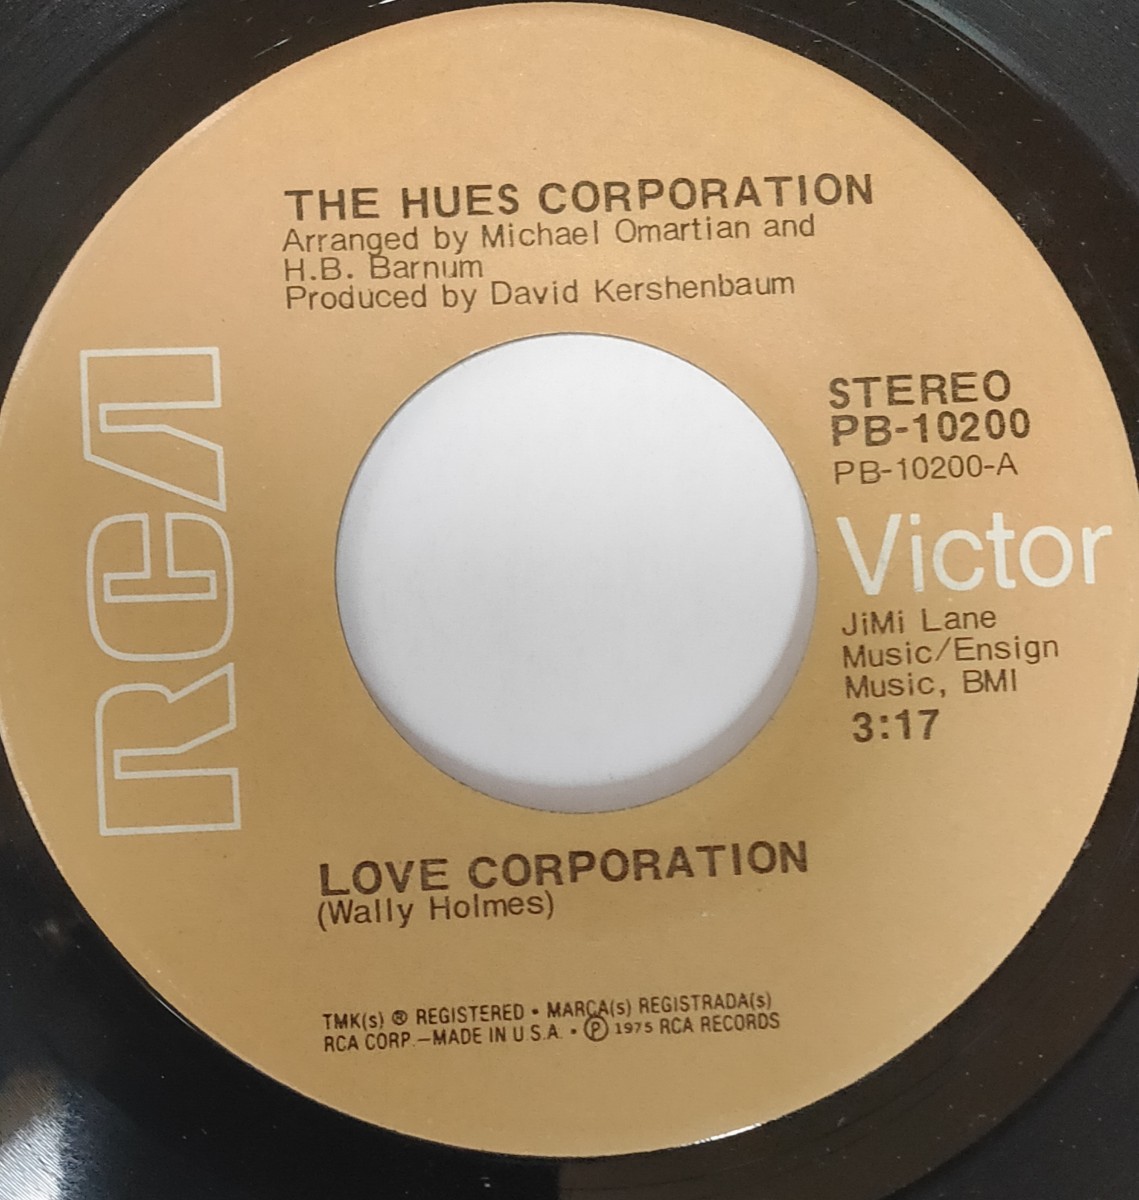 THE HUES CORPORATION
Arranged by Michael Omartian and
H.B. Barnum
Produced by David Kershenbaum
RCA
STEREO
PB-10200
PB-10200-A
Victor
JiMi Lane
Music/Ensign
Music, BMI
3:17
LOVE CORPORATION
(Wally Holmes)
TMK(s) ® REGISTERED • MARCA(s) REGISTRADA(s)
RCA CORP.—MADE IN U.S.A. • ℗ 1975 RCA RECORDS